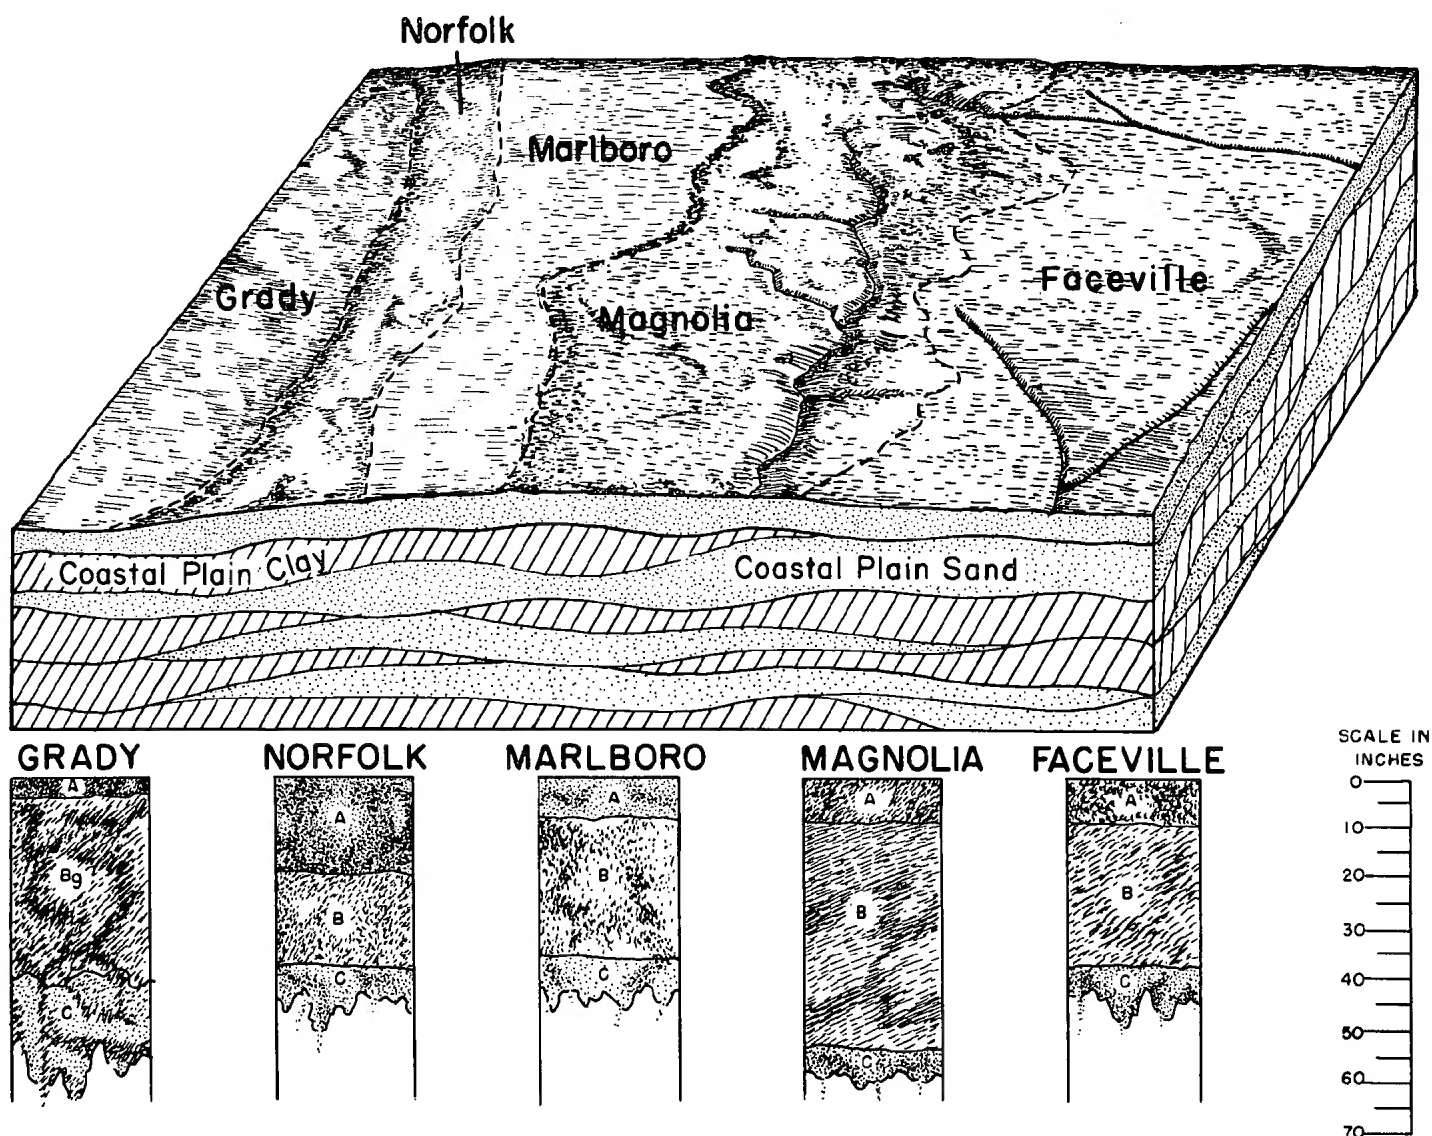 Norfolk
Marlboro
Grady
Magnolia
Faceville
Coastal Plain Clay
Coastal Plain Sand
GRADY
NORFOLK
MARLBORO
MAGNOLIA
FACEVILLE
SCALE IN
INCHES
A
Bg
C
A
B
C
A
B
C
A
B
C
A
B
C
0
10
20
30
40
50
60
70